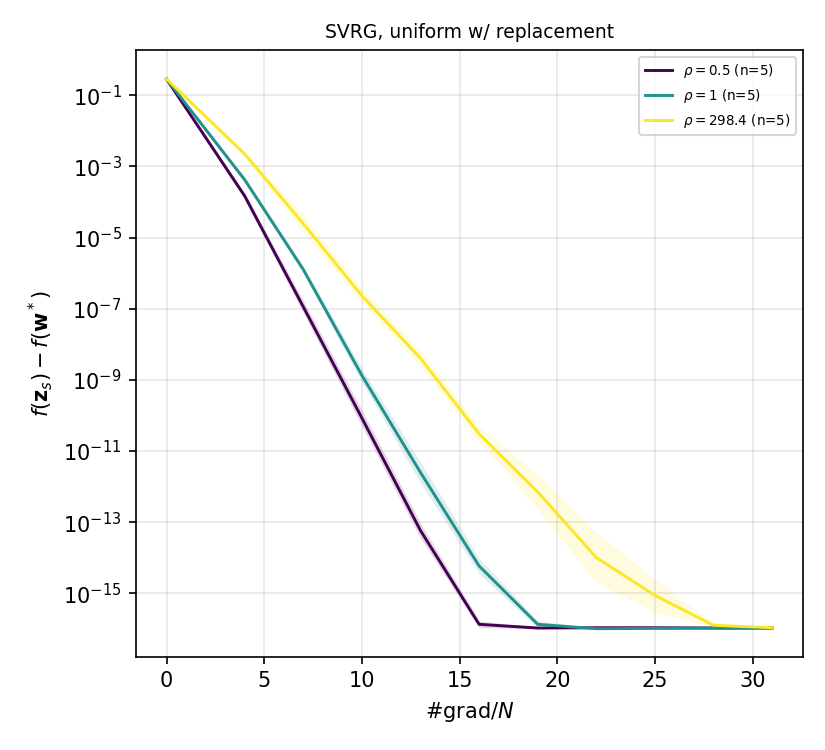 SVRG, uniform w/ replacement
ρ = 0.5 (n=5)
ρ = 1 (n=5)
ρ = 298.4 (n=5)
10⁻¹
10⁻³
10⁻⁵
10⁻⁷
10⁻⁹
10⁻¹¹
10⁻¹³
10⁻¹⁵
f(z_s) − f(w*)
0 5 10 15 20 25 30
#grad/N